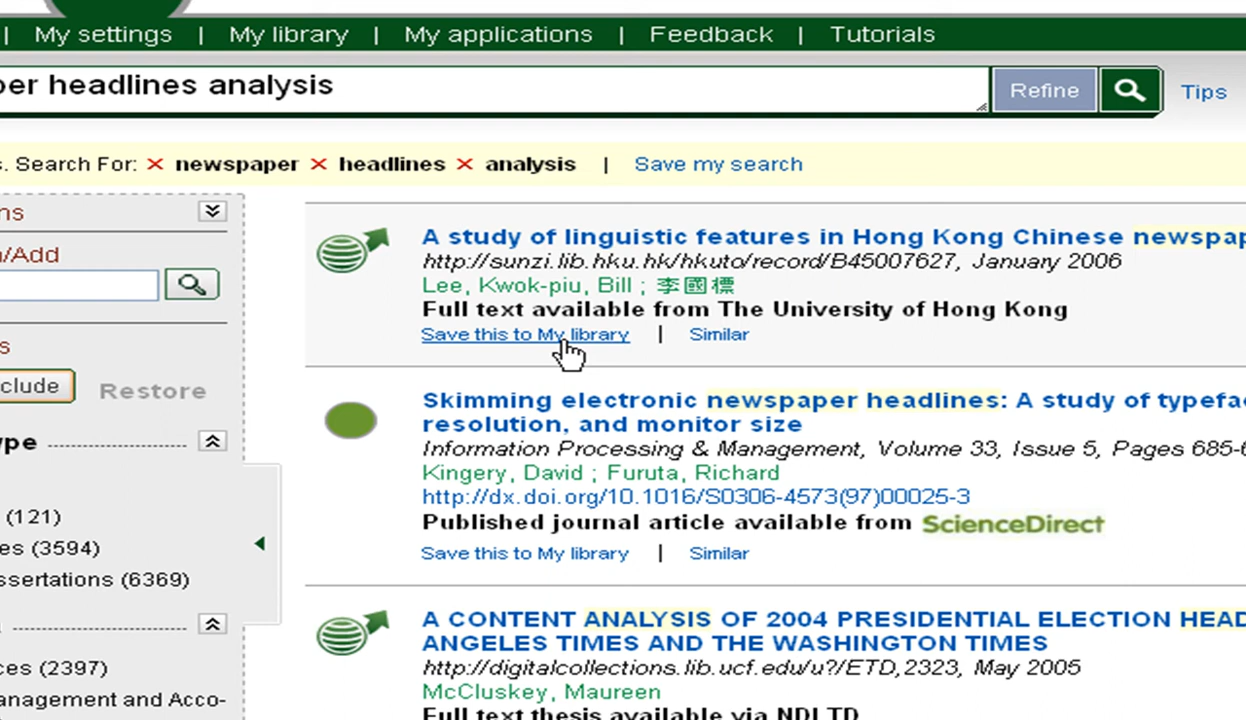 | My settings | My library | My applications | Feedback | Tutorials
er headlines analysis
Refine
Tips
s. Search For: × newspaper × headlines × analysis | Save my search
ns
/Add
s
clude
Restore
ype
(121)
es (3594)
ssertations (6369)
ces (2397)
anagement and Acco-
A study of linguistic features in Hong Kong Chinese newspap
http://sunzi.lib.hku.hk/hkuto/record/B45007627, January 2006
Lee, Kwok-piu, Bill ; 李國標
Full text available from The University of Hong Kong
Save this to My library | Similar
Skimming electronic newspaper headlines: A study of typefa
resolution, and monitor size
Information Processing & Management, Volume 33, Issue 5, Pages 685-6
Kingery, David ; Furuta, Richard
http://dx.doi.org/10.1016/S0306-4573(97)00025-3
Published journal article available from ScienceDirect
Save this to My library | Similar
A CONTENT ANALYSIS OF 2004 PRESIDENTIAL ELECTION HEAD
ANGELES TIMES AND THE WASHINGTON TIMES
http://digitalcollections.lib.ucf.edu/u?/ETD,2323, May 2005
McCluskey, Maureen
Full text thesis available via NDLTD